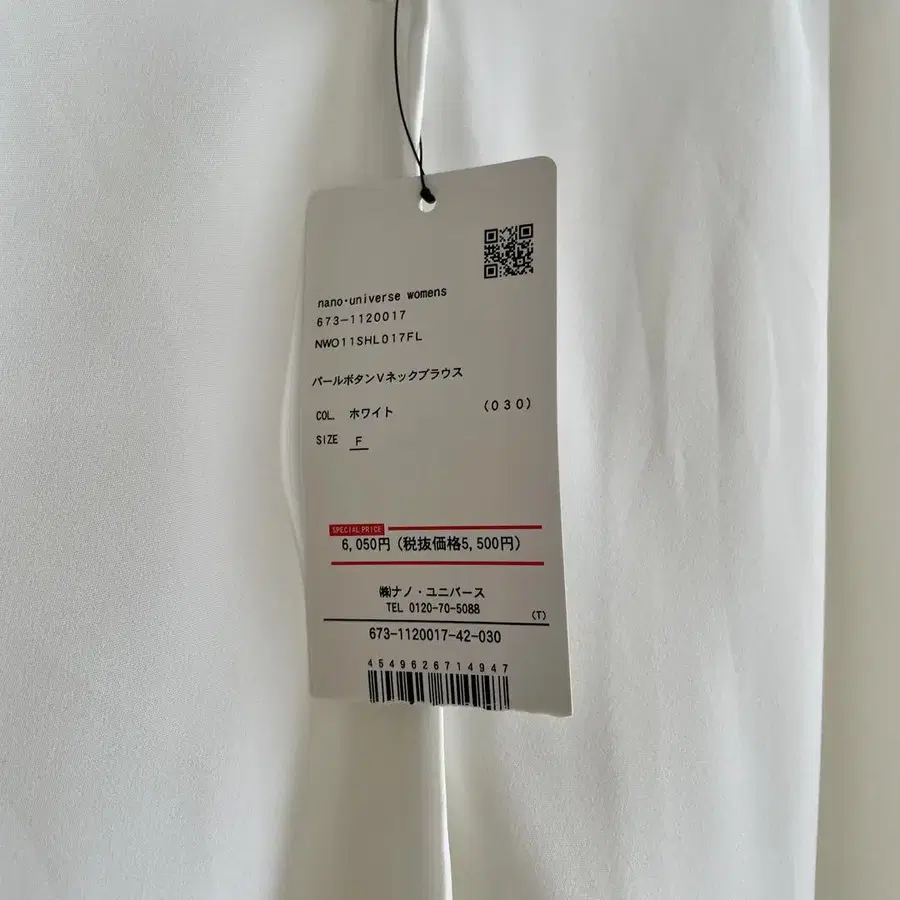 nano・universe womens
673-1120017
NW011SHL017FL
パールボタンVネックブラウス
COL. ホワイト (030)
SIZE F
SPECIAL PRICE
6,050円(税抜価格5,500円)
㈱ナノ・ユニバース
TEL 0120-70-5088
(T)
673-1120017-42-030
4549626714947